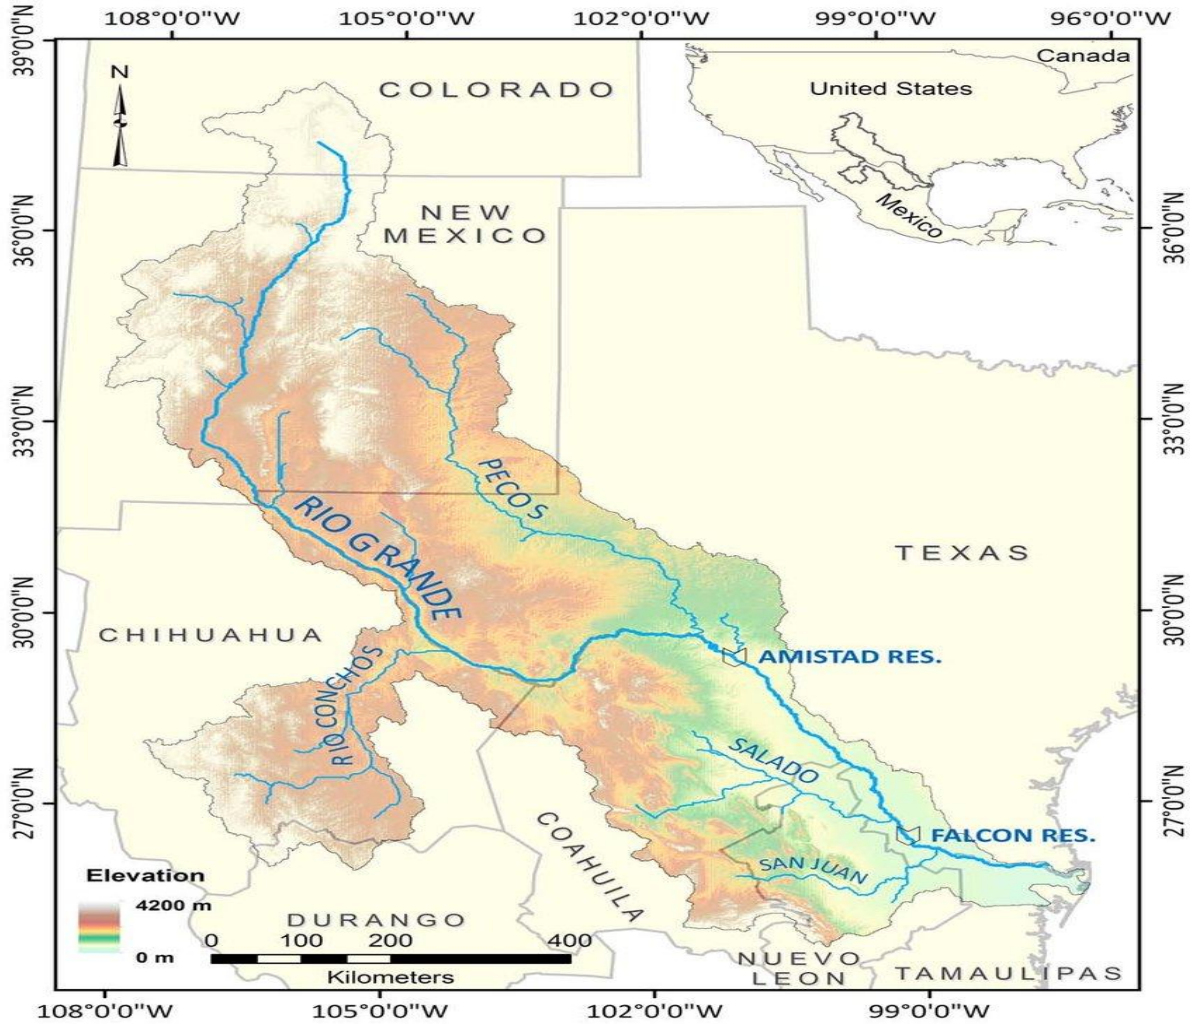 108°0'0"W 105°0'0"W 102°0'0"W 99°0'0"W 96°0'0"W
39°0'0"N
N
COLORADO
Canada
United States
Mexico
NEW
MEXICO
36°0'0"N
36°0'0"N
33°0'0"N
33°0'0"N
PECOS
RIO GRANDE
TEXAS
30°0'0"N
30°0'0"N
CHIHUAHUA
AMISTAD RES.
RIO CONCHOS
SALADO
27°0'0"N
27°0'0"N
FALCON RES.
COAHUILA
SAN JUAN
Elevation
4200 m
0 m
DURANGO
0 100 200 400
Kilometers
NUEVO
LEON
TAMAULIPAS
108°0'0"W 105°0'0"W 102°0'0"W 99°0'0"W